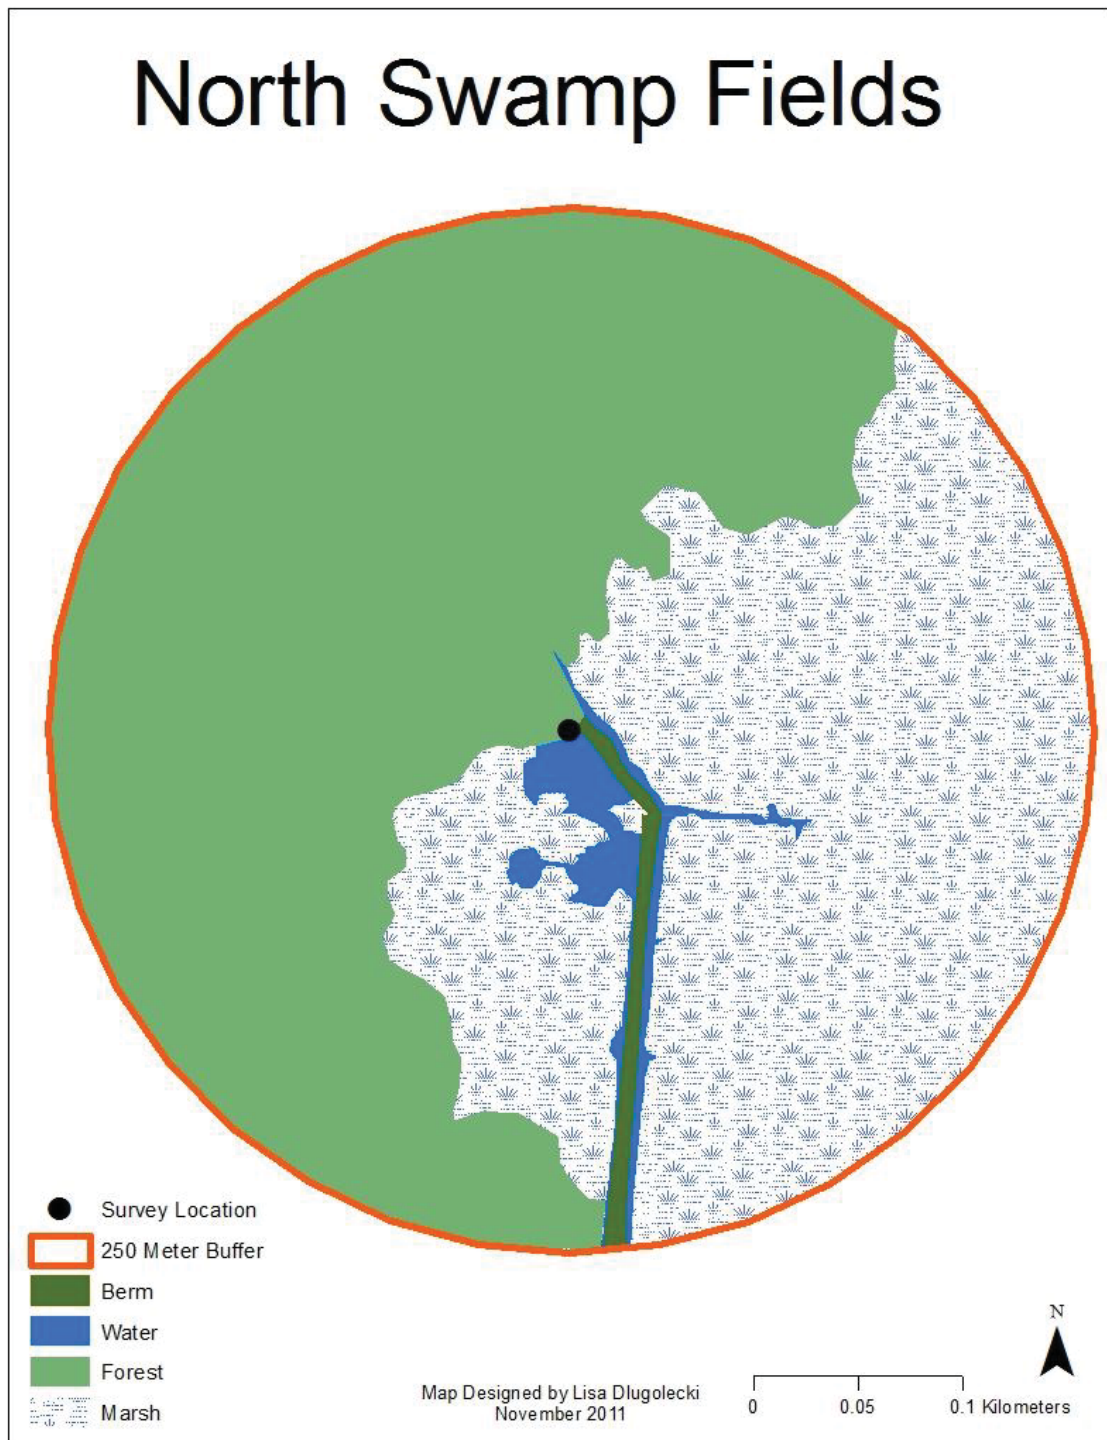 North Swamp Fields
Survey Location
250 Meter Buffer
Berm
Water
Forest
Marsh
Map Designed by Lisa Dlugolecki
November 2011
N
0 0.05 0.1 Kilometers